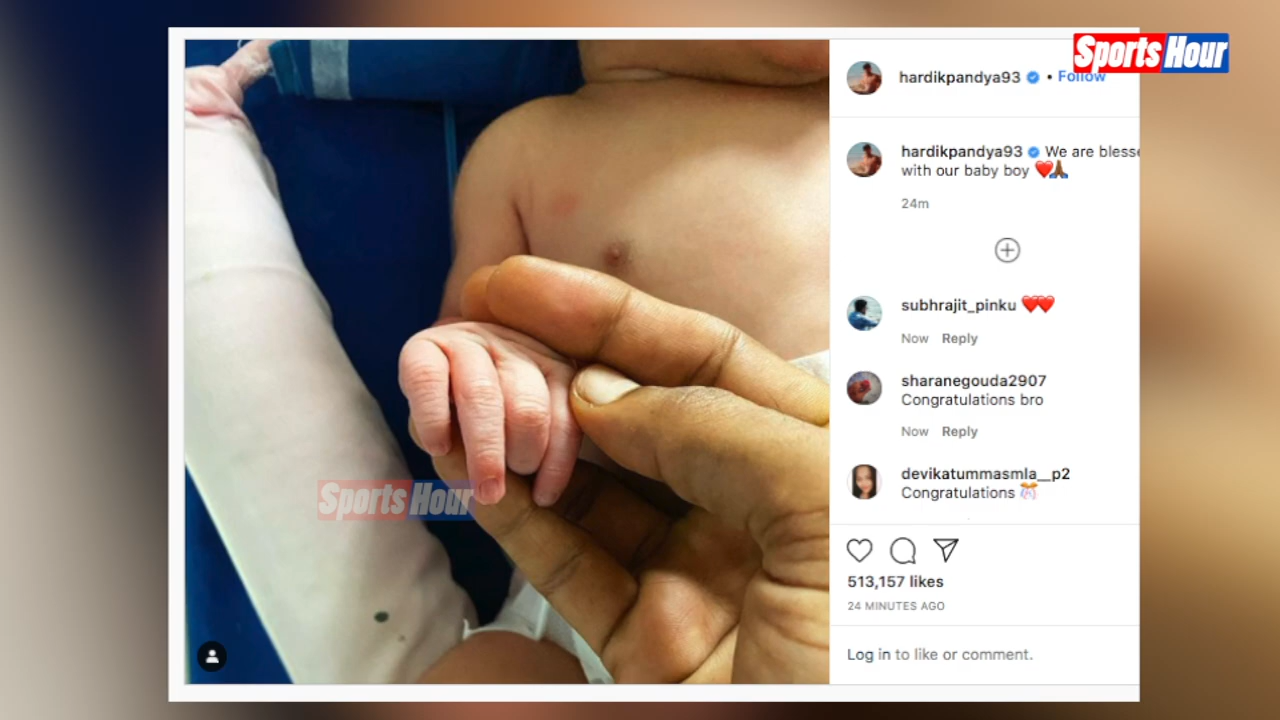 Sports Hour
hardikpandya93 • Follow
hardikpandya93 We are blesse
with our baby boy ❤️🙏🏾
24m
subhrajit_pinku ❤️❤️
Now Reply
sharanegouda2907
Congratulations bro
Now Reply
devikatummasmla__p2
Congratulations 🎊
Sports Hour
513,157 likes
24 MINUTES AGO
Log in to like or comment.